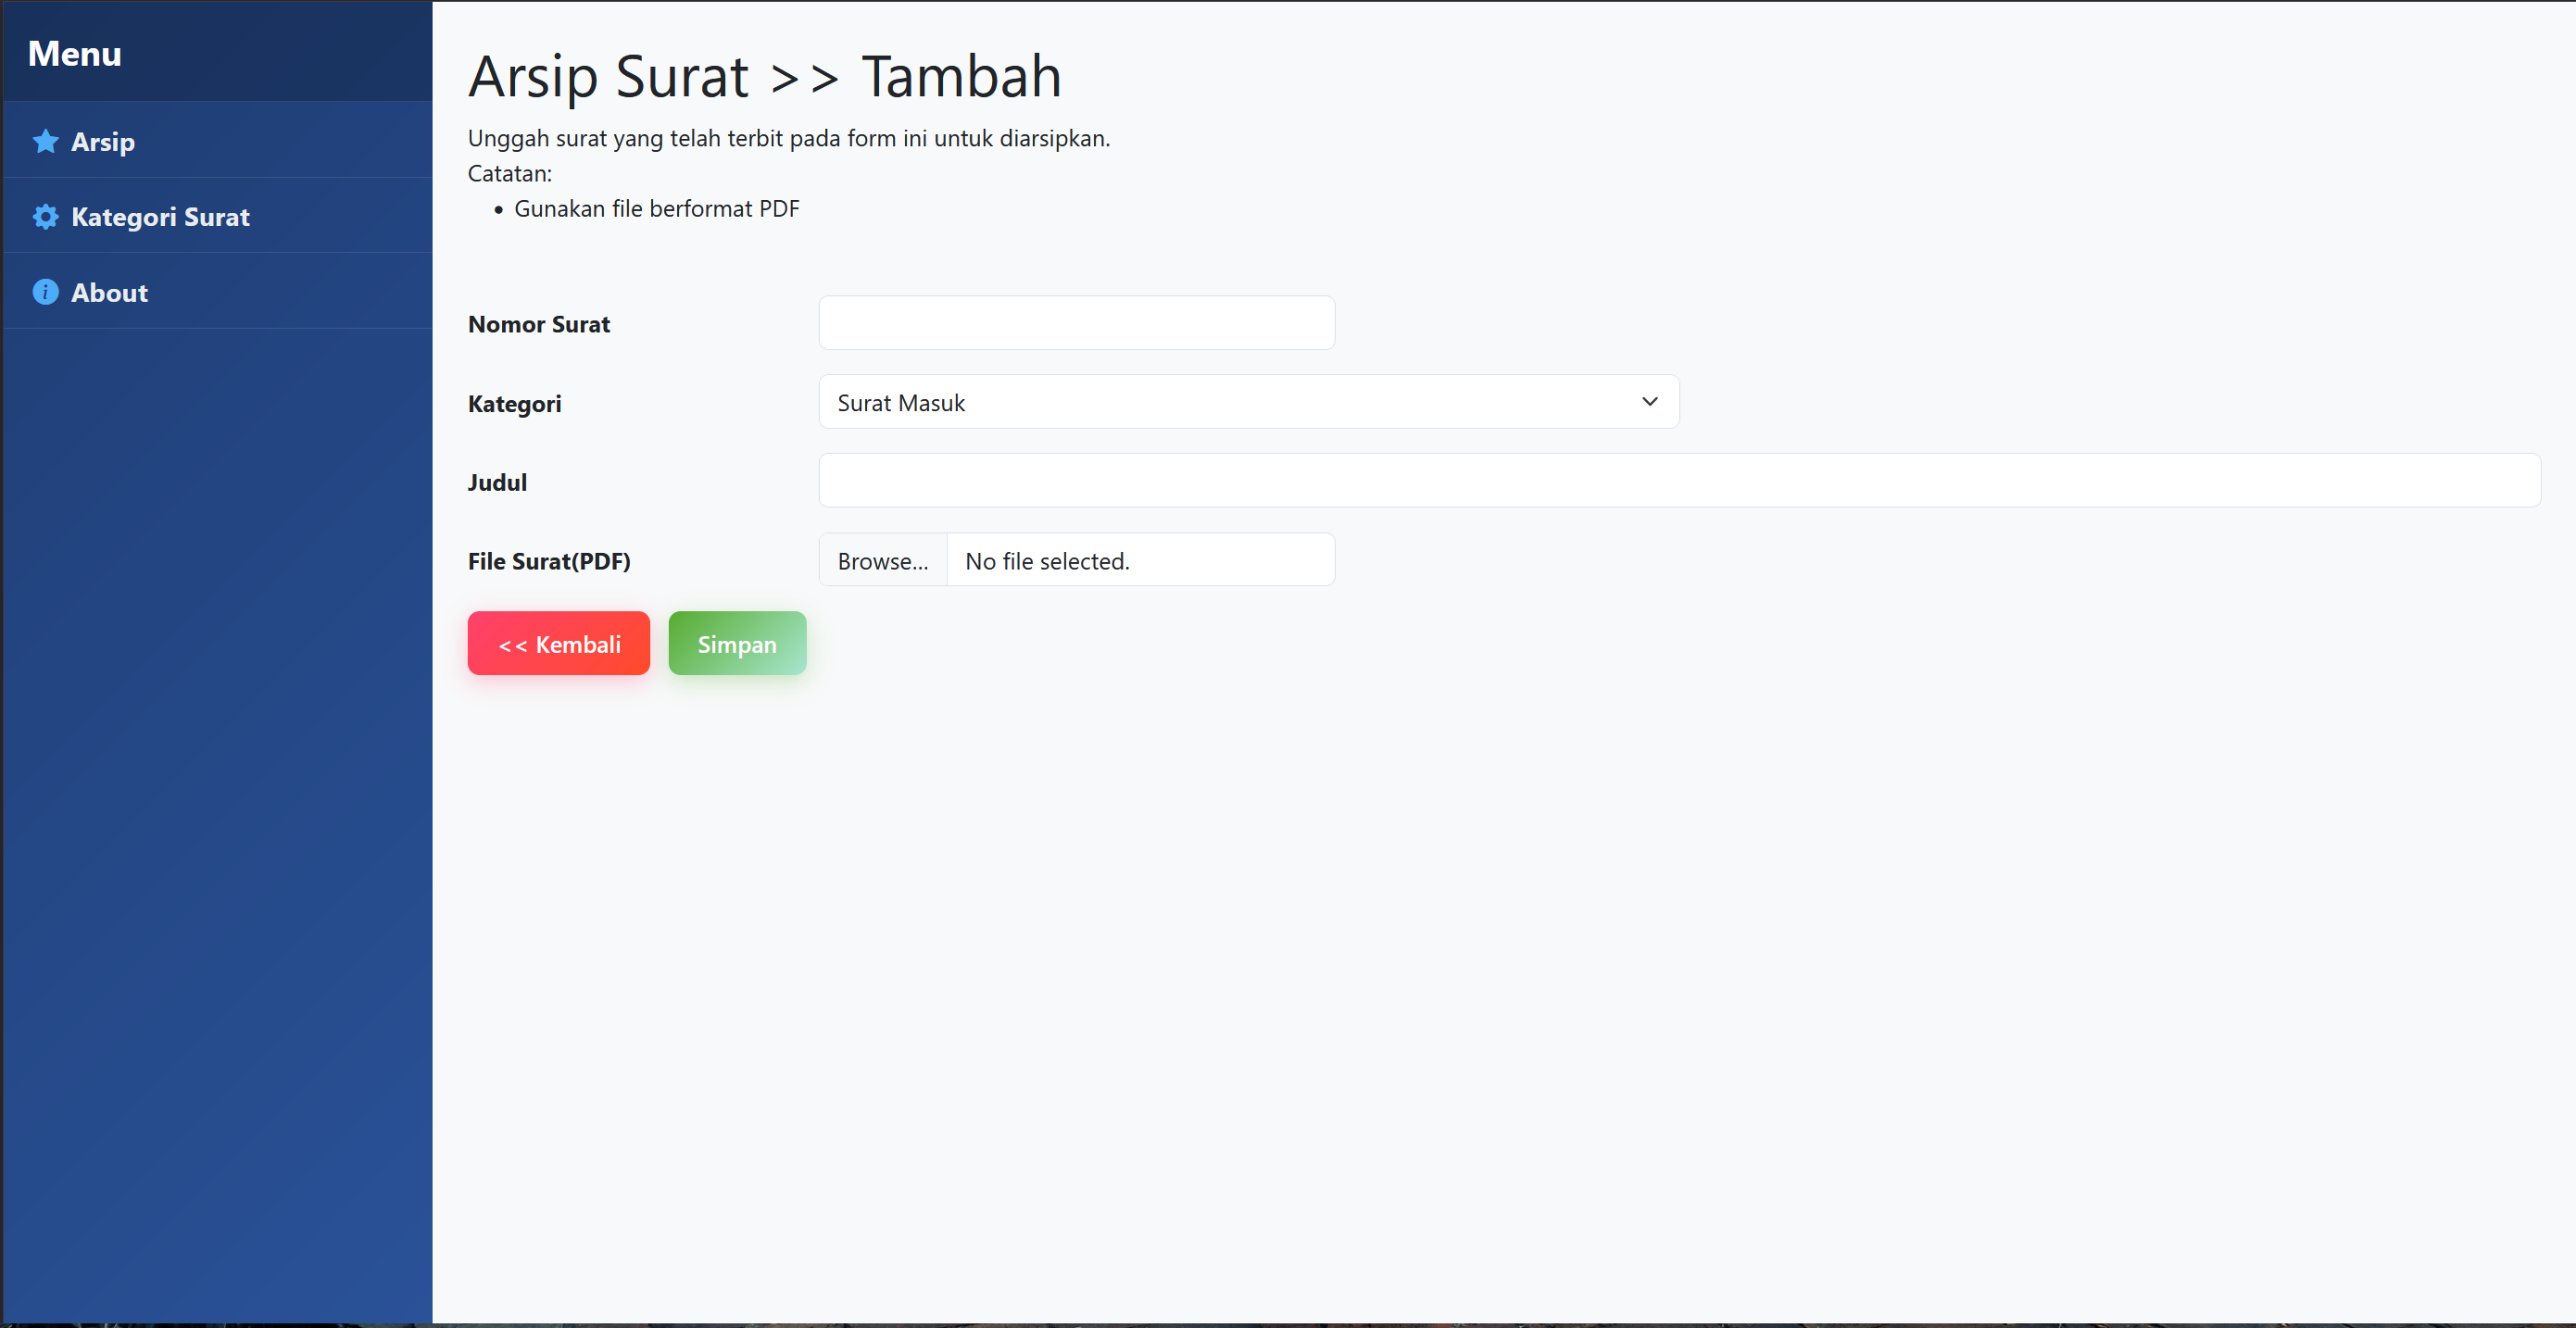 Menu
Arsip
Kategori Surat
About
Arsip Surat >> Tambah
Unggah surat yang telah terbit pada form ini untuk diarsipkan.
Catatan:
• Gunakan file berformat PDF
Nomor Surat
Kategori
Surat Masuk
Judul
File Surat(PDF)
Browse... No file selected.
<< Kembali
Simpan